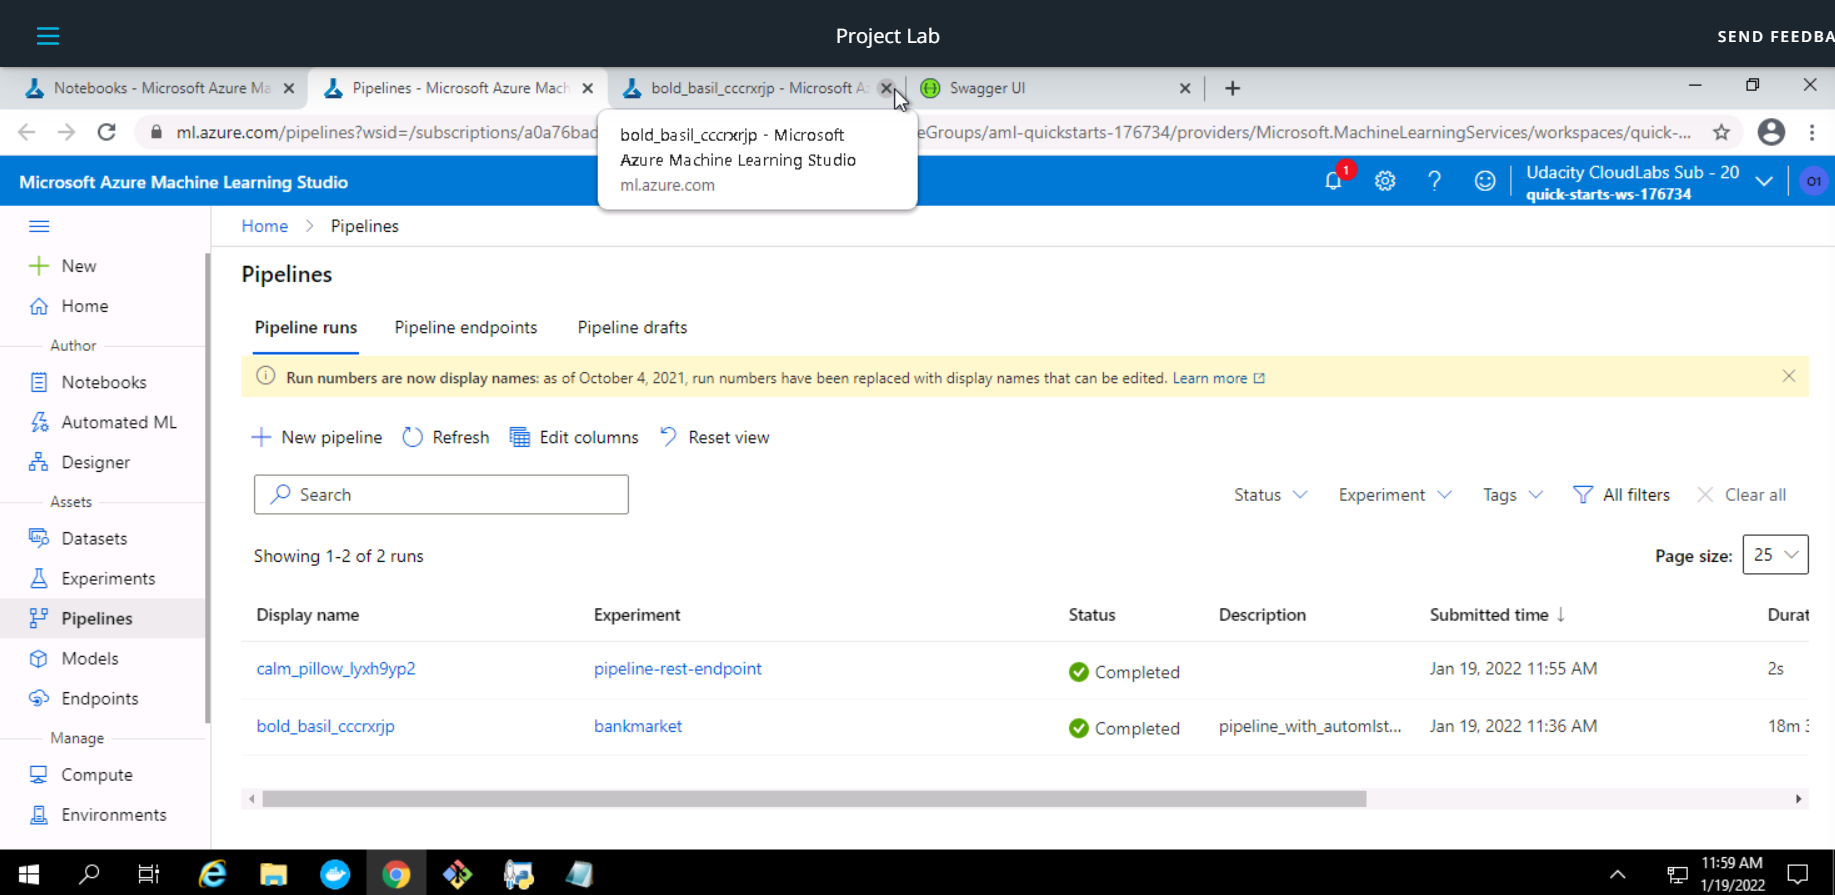 Project Lab
SEND FEEDBA
Notebooks - Microsoft Azure Ma
Pipelines - Microsoft Azure Mach
bold_basil_cccrxrjp - Microsoft A
Swagger UI
ml.azure.com/pipelines?wsid=/subscriptions/a0a76bad
eGroups/aml-quickstarts-176734/providers/Microsoft.MachineLearningServices/workspaces/quick-...
bold_basil_cccrxrjp - Microsoft
Azure Machine Learning Studio
ml.azure.com
Microsoft Azure Machine Learning Studio
1
Udacity CloudLabs Sub - 20
quick-starts-ws-176734
O1
Home > Pipelines
New
Home
Author
Notebooks
Automated ML
Designer
Assets
Datasets
Experiments
Pipelines
Models
Endpoints
Manage
Compute
Environments
Pipelines
Pipeline runs Pipeline endpoints Pipeline drafts
Run numbers are now display names: as of October 4, 2021, run numbers have been replaced with display names that can be edited. Learn more
New pipeline Refresh Edit columns Reset view
Search
Status Experiment Tags All filters Clear all
Showing 1-2 of 2 runs
Page size: 25
Display name Experiment Status Description Submitted time ↓ Durat
calm_pillow_lyxh9yp2 pipeline-rest-endpoint Completed Jan 19, 2022 11:55 AM 2s
bold_basil_cccrxrjp bankmarket Completed pipeline_with_automlst... Jan 19, 2022 11:36 AM 18m
11:59 AM
1/19/2022